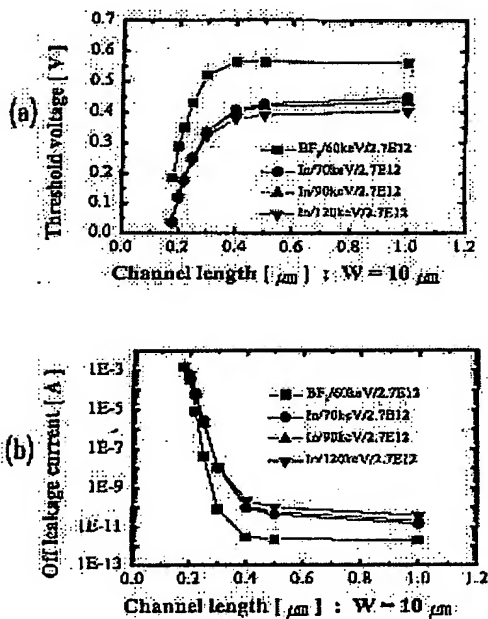 (a)
Threshold voltage [ V ]
0.7
0.6
0.5
0.4
0.3
0.2
0.1
0.0
BF₂/60keV/2.7E12
In/70keV/2.7E12
In/90keV/2.7E12
In/120keV/2.7E12
0.0 0.2 0.4 0.6 0.8 1.0 1.2
Channel length [ μm ] : W = 10 μm
(b)
Off leakage current [ A ]
1E-3
1E-5
1E-7
1E-9
1E-11
1E-13
BF₂/60keV/2.7E12
In/70keV/2.7E12
In/90keV/2.7E12
In/120keV/2.7E12
0.0 0.2 0.4 0.6 0.8 1.0 1.2
Channel length [ μm ] : W = 10 μm